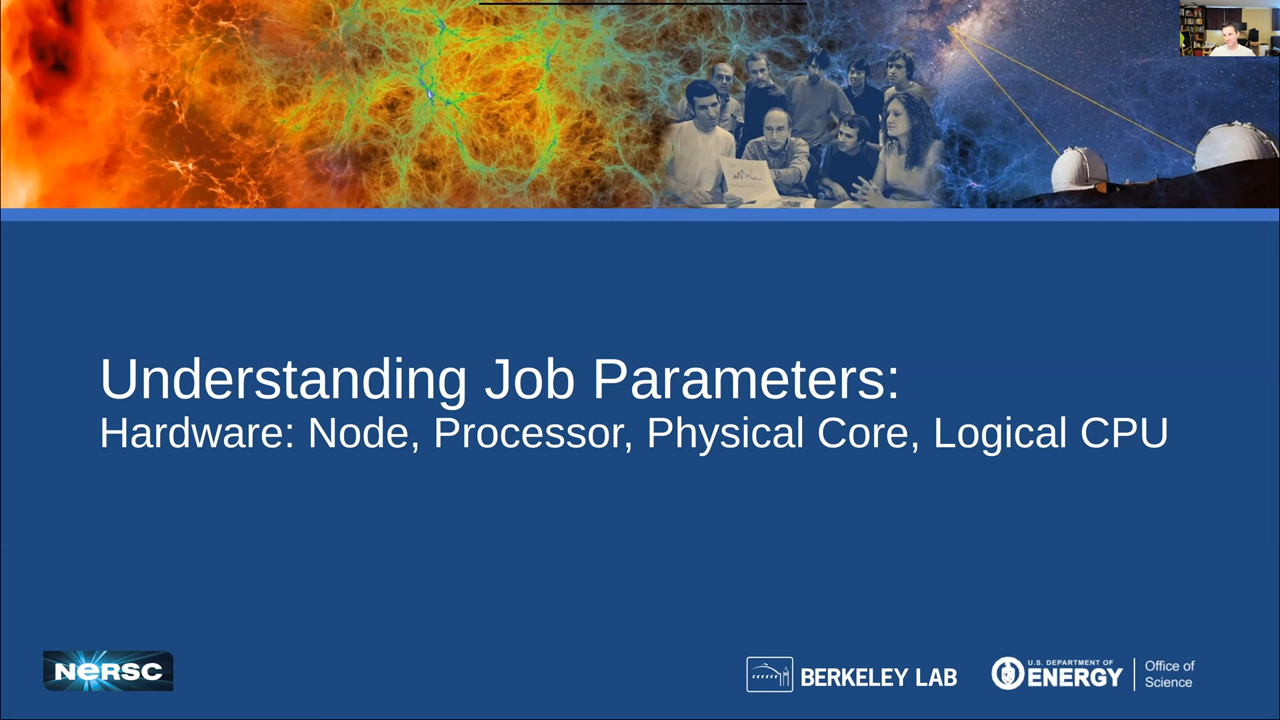 Understanding Job Parameters:
Hardware: Node, Processor, Physical Core, Logical CPU
NERSC
BERKELEY LAB
U.S. DEPARTMENT OF
ENERGY
Office of
Science